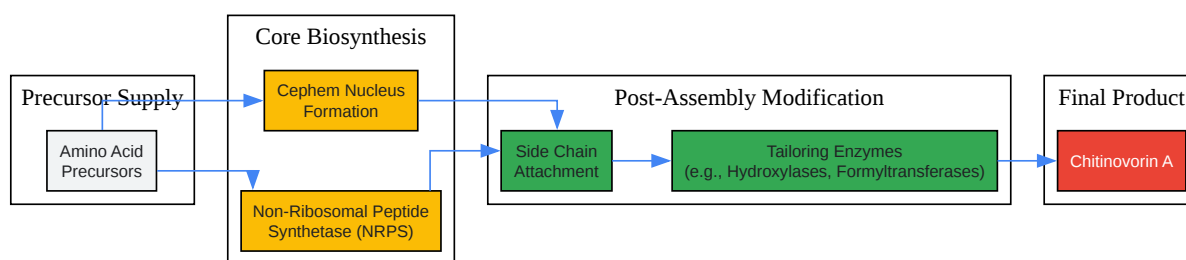 Precursor Supply
Amino Acid
Precursors
Core Biosynthesis
Cephem Nucleus
Formation
Non-Ribosomal Peptide
Synthetase (NRPS)
Post-Assembly Modification
Side Chain
Attachment
Tailoring Enzymes
(e.g., Hydroxylases, Formyltransferases)
Final Product
Chitinovorin A